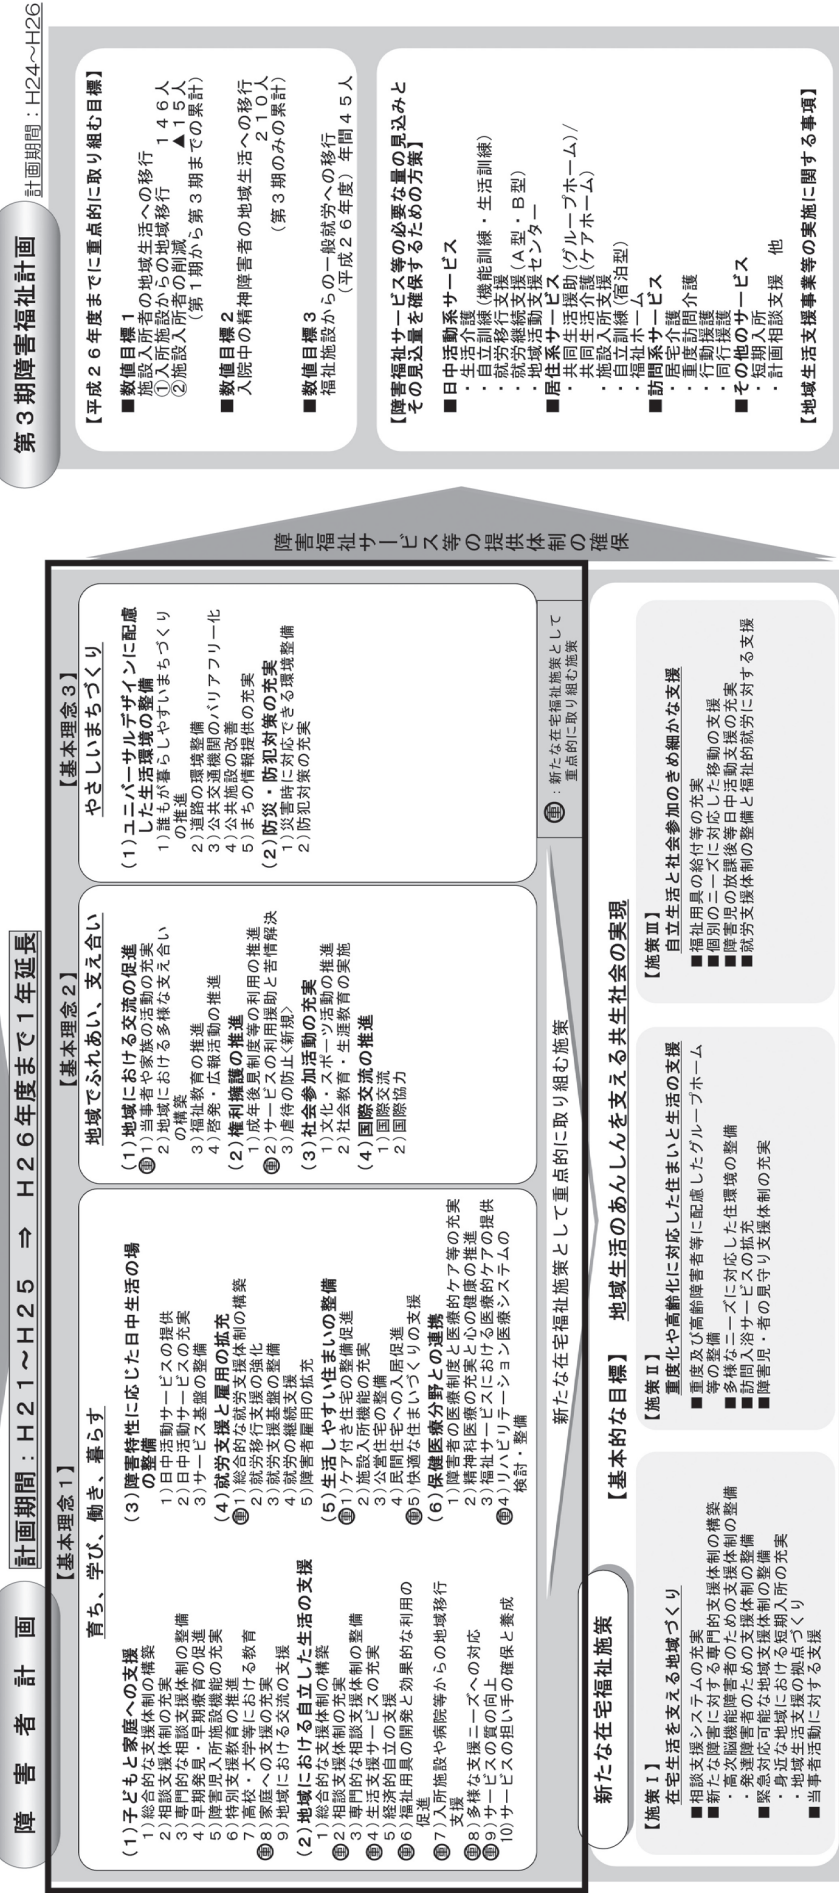 障害者計画
計画期間：Ｈ２１～Ｈ２５ ⇒ Ｈ２６年度まで１年延長
【基本理念１】
育ち、学び、働き、暮らす
(１)子どもと家庭への支援
１)総合的な支援体制の構築
２)相談支援体制の充実
３)専門的な相談支援体制の整備
４)早期発見・早期療育の促進
５)障害児入所施設機能の充実
６)特別支援教育の推進
７)高校・大学等における教育
重８)家庭への支援の充実
９)地域における交流の支援
(２)地域における自立した生活の支援
１)総合的な支援体制の構築
重２)相談支援体制の充実
３)専門的な相談支援体制の整備
重４)生活支援サービスの充実
５)経済的自立の支援
重６)福祉用具の開発と効果的な利用の
促進
重７)入所施設や病院等からの地域移行
支援
重８)多様な支援ニーズへの対応
重９)サービスの質の向上
10)サービスの担い手の確保と養成
(３)障害特性に応じた日中生活の場
の整備
１)日中活動サービスの提供
２)日中活動サービスの充実
３)サービス基盤の整備
(４)就労支援と雇用の拡充
重１)総合的な就労支援体制の構築
２)就労移行支援の強化
３)就労支援基盤の整備
４)就労の継続支援
５)障害者雇用の拡充
(５)生活しやすい住まいの整備
重１)ケア付き住宅の整備促進
２)施設入所機能の充実
３)公営住宅の整備
４)民間住宅への入居促進
重５)快適な住まいづくりの支援
(６)保健医療分野との連携
１)障害者の医療制度と医療的ケア等の充実
２)精神科医療の充実と心の健康の推進
３)福祉サービスにおける医療的ケアの提供
重４)リハビリテーション医療システムの
検討・整備
【基本理念２】
地域でふれあい、支え合い
(１)地域における交流の促進
重１)当事者や家族の活動の充実
２)地域における多様な支え合い
の構築
３)福祉教育の推進
４)啓発・広報活動の推進
(２)権利擁護の推進
１)成年後見制度等の利用の推進
重２)サービスの利用援助と苦情解決
３)虐待の防止<新規>
(３)社会参加活動の充実
１)文化・スポーツ活動の推進
２)社会教育・生涯教育の実施
(４)国際交流の推進
１)国際交流
２)国際協力
【基本理念３】
やさしいまちづくり
(１)ユニバーサルデザインに配慮
した生活環境の整備
１)誰もが暮らしやすいまちづくり
の推進
２)道路の環境整備
３)公共交通機関のバリアフリー化
４)公共施設の改善
５)まちの情報提供の充実
(２)防災・防犯対策の充実
１)災害時に対応できる環境整備
２)防犯対策の充実
新たな在宅福祉施策として重点的に取り組む施策
重：新たな在宅福祉施策として
重点的に取り組む施策
新たな在宅福祉施策
【基本的な目標】 地域生活のあんしんを支える共生社会の実現
【施策Ⅰ】
在宅生活を支える地域づくり
■相談支援システムの充実
■新たな障害に対する専門的支援体制の構築
・高次脳機能障害者のための支援体制の整備
・発達障害者のための支援体制の整備
■緊急対応可能な地域支援体制の整備
・身近な地域における短期入所の充実
・地域生活支援の拠点づくり
■当事者活動に対する支援
【施策Ⅱ】
重度化や高齢化に対応した住まいと生活の支援
■重度及び高齢障害者等に配慮したグループホーム
等の整備
■多様なニーズに対応した住環境の整備
■訪問入浴サービスの拡充
■障害児・者の見守り支援体制の充実
【施策Ⅲ】
自立生活と社会参加のきめ細かな支援
■福祉用具の給付等の充実
■個別のニーズに対応した移動の支援
■障害児の放課後等日中活動支援の充実
■就労支援体制の整備と福祉的就労に対する支援
障害福祉サービス等の提供体制の確保
第３期障害福祉計画
計画期間：Ｈ24～Ｈ26
【平成２６年度までに重点的に取り組む目標】
■数値目標１
施設入所者の地域生活への移行
①入所施設からの地域移行 １４６人
②施設入所者の削減 ▲１５人
（第１期から第３期までの累計）
■数値目標２
入院中の精神障害者の地域生活への移行
２１０人
（第３期のみの累計）
■数値目標３
福祉施設からの一般就労への移行
（平成２６年度）年間４５人
【障害福祉サービス等の必要な量の見込みと
その見込量を確保するための方策】
■日中活動系サービス
・生活介護
・自立訓練(機能訓練・生活訓練)
・就労移行支援
・就労継続支援(Ａ型・Ｂ型)
・地域活動支援センター
■居住系サービス
・共同生活援助(グループホーム)/
共同生活介護(ケアホーム)
・施設入所支援
・自立訓練(宿泊型)
・福祉ホーム
■訪問系サービス
・居宅介護
・重度訪問介護
・行動援護
・同行援護
■その他のサービス
・短期入所
・計画相談支援 他
【地域生活支援事業等の実施に関する事項】